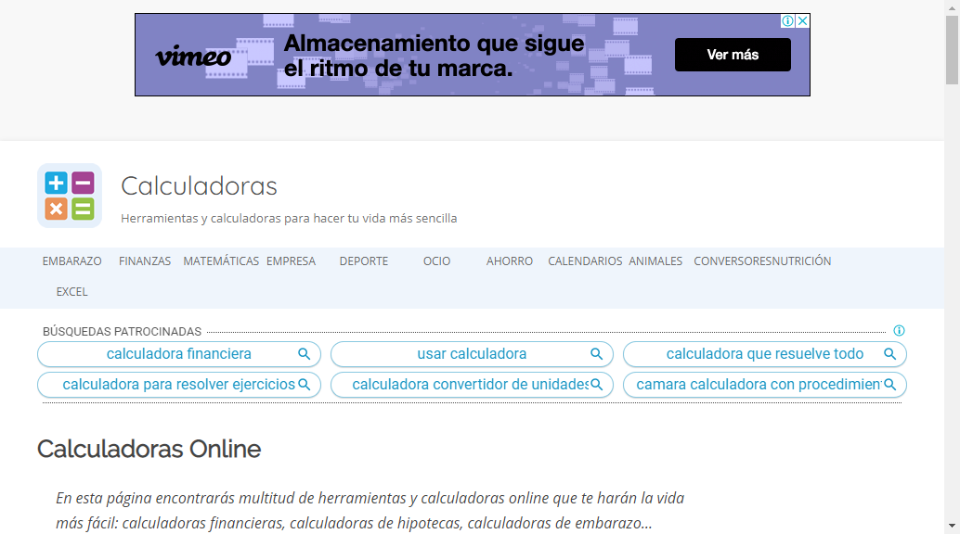 vimeo
Almacenamiento que sigue
el ritmo de tu marca.
Ver más
Calculadoras
Herramientas y calculadoras para hacer tu vida más sencilla
EMBARAZO FINANZAS MATEMÁTICAS EMPRESA DEPORTE OCIO AHORRO CALENDARIOS ANIMALES CONVERSORES NUTRICIÓN
EXCEL
BÚSQUEDAS PATROCINADAS
calculadora financiera usar calculadora calculadora que resuelve todo
calculadora para resolver ejercicios calculadora convertidor de unidades camara calculadora con procedimien
Calculadoras Online
En esta página encontrarás multitud de herramientas y calculadoras online que te harán la vida
más fácil: calculadoras financieras, calculadoras de hipotecas, calculadoras de embarazo...